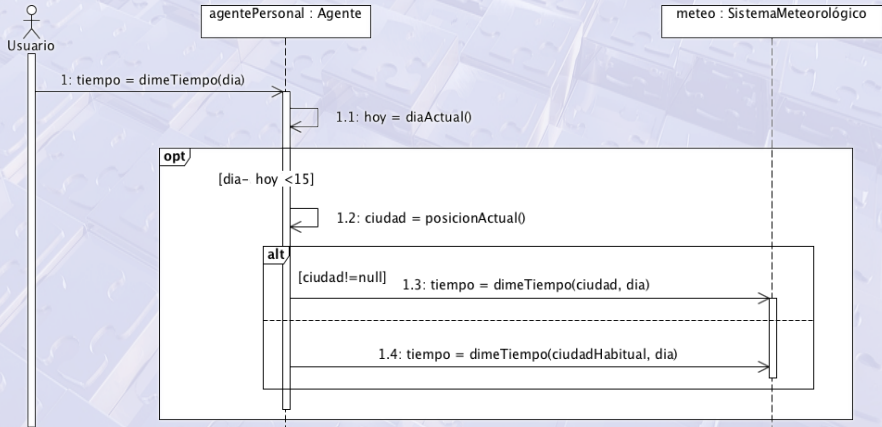 agentePersonal : Agente
meteo : SistemaMeteorológico
Usuario
1: tiempo = dimeTiempo(dia)
1.1: hoy = diaActual()
opt
[dia- hoy <15]
1.2: ciudad = posicionActual()
alt
[ciudad!=null]
1.3: tiempo = dimeTiempo(ciudad, dia)
1.4: tiempo = dimeTiempo(ciudadHabitual, dia)